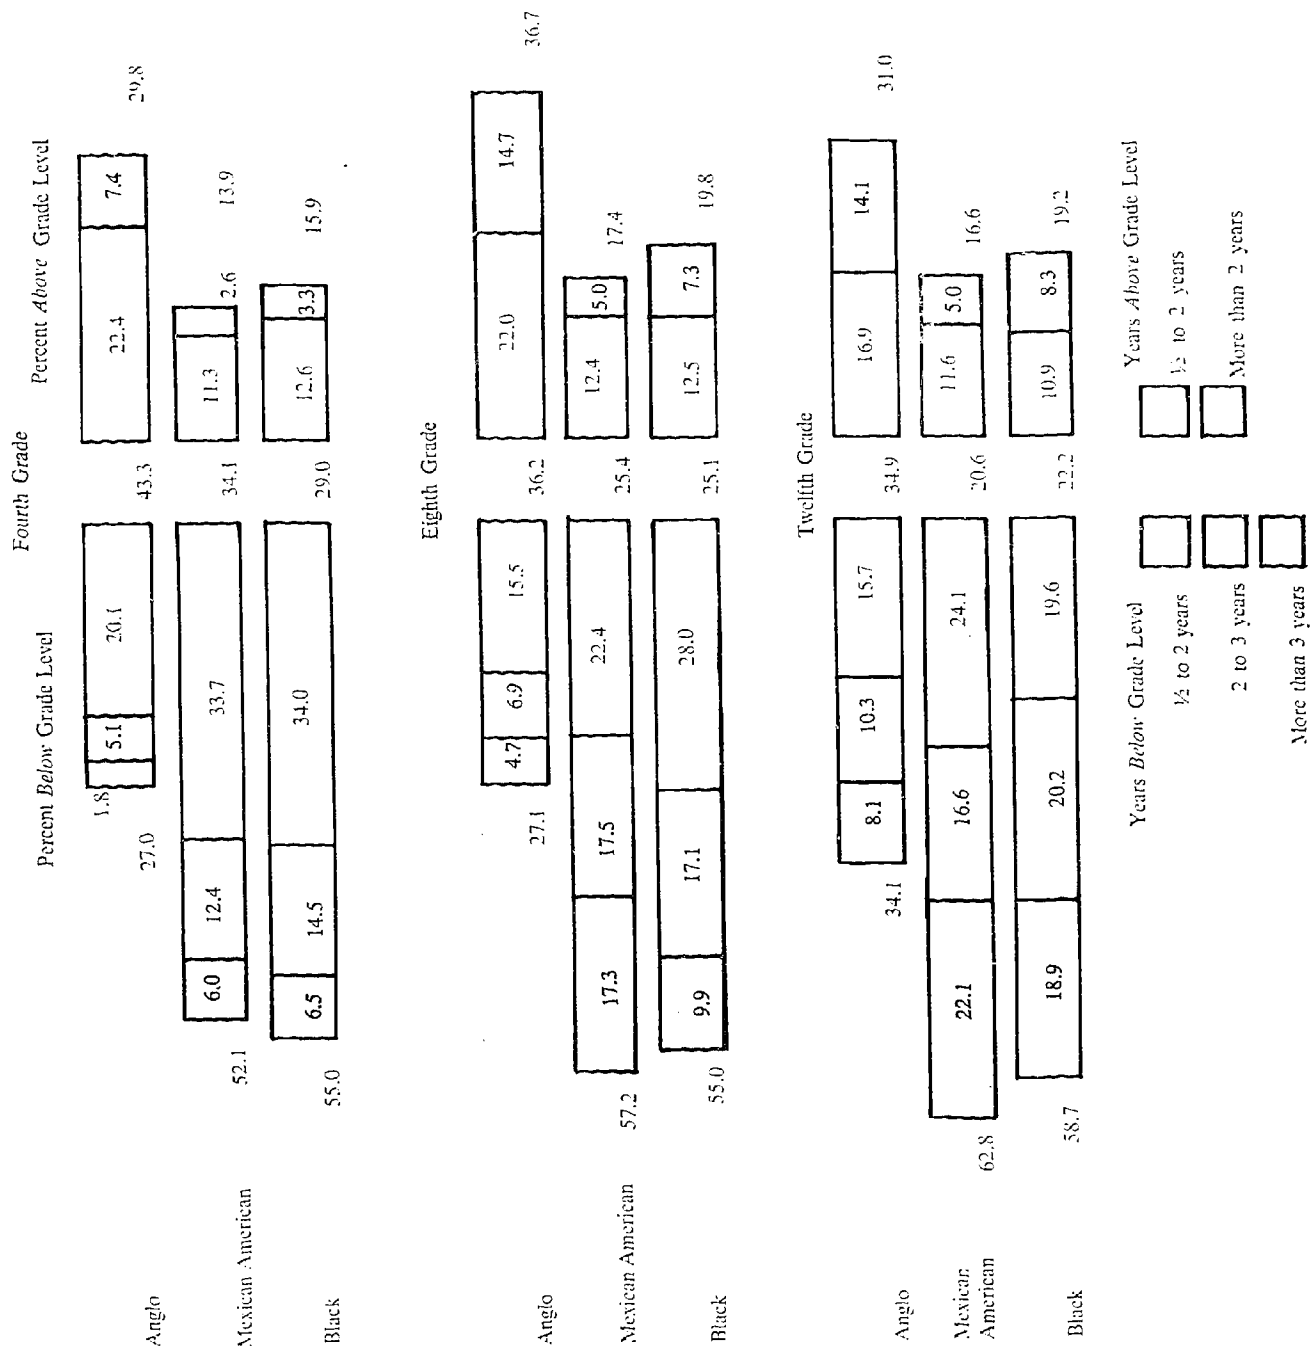 Fourth Grade
Percent Below Grade Level Percent Above Grade Level
Anglo 27.0 1.8 5.1 20.1 43.3 22.4 7.4 29.8
Mexican American 52.1 6.0 12.4 33.7 34.1 11.3 2.6 13.9
Black 55.0 6.5 14.5 34.0 29.0 12.6 3.3 15.9
Eighth Grade
Anglo 27.1 4.7 6.9 15.5 36.2 22.0 14.7 36.7
Mexican American 57.2 17.3 17.5 22.4 25.4 12.4 5.0 17.4
Black 55.0 9.9 17.1 28.0 25.1 12.5 7.3 19.8
Twelfth Grade
Anglo 34.1 8.1 10.3 15.7 34.9 16.9 14.1 31.0
Mexican
American 62.8 22.1 16.6 24.1 20.6 11.6 5.0 16.6
Black 58.7 18.9 20.2 19.6 22.2 10.9 8.3 19.2
Years Below Grade Level Years Above Grade Level
½ to 2 years ½ to 2 years
2 to 3 years More than 2 years
More than 3 years